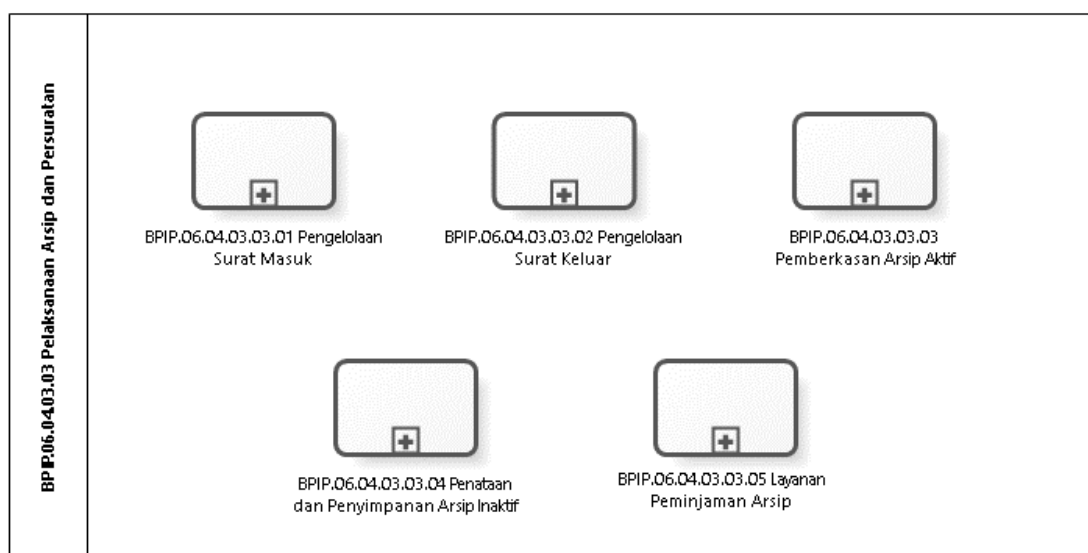 BPIP.06.04.03.03 Pelaksanaan Arsip dan Persuratan
BPIP.06.04.03.03.01 Pengelolaan
Surat Masuk
BPIP.06.04.03.03.02 Pengelolaan
Surat Keluar
BPIP.06.04.03.03.03
Pemberkasan Arsip Aktif
BPIP.06.04.03.03.04 Penataan
dan Penyimpanan Arsip Inaktif
BPIP.06.04.03.03.05 Layanan
Peminjaman Arsip